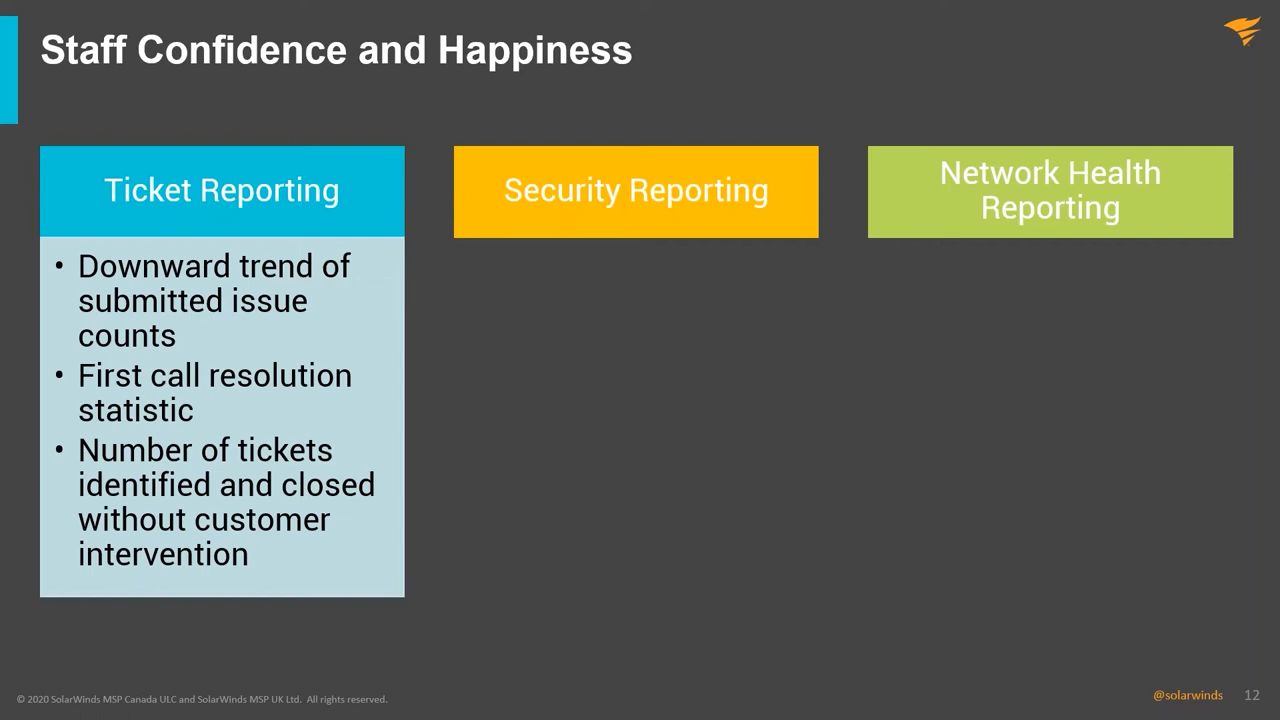 Staff Confidence and Happiness
Ticket Reporting
• Downward trend of
submitted issue
counts
• First call resolution
statistic
• Number of tickets
identified and closed
without customer
intervention
Security Reporting
Network Health
Reporting
© 2020 SolarWinds MSP Canada ULC and SolarWinds MSP UK Ltd. All rights reserved.
@solarwinds
12